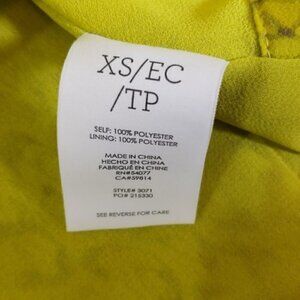 XS/EC
/TP
SELF: 100% POLYESTER
LINING: 100% POLYESTER
MADE IN CHINA
HECHO EN CHINA
FABRIQUÉ EN CHINE
RN#54077
CA#59814
STYLE# 3071
PO# 215330
SEE REVERSE FOR CARE